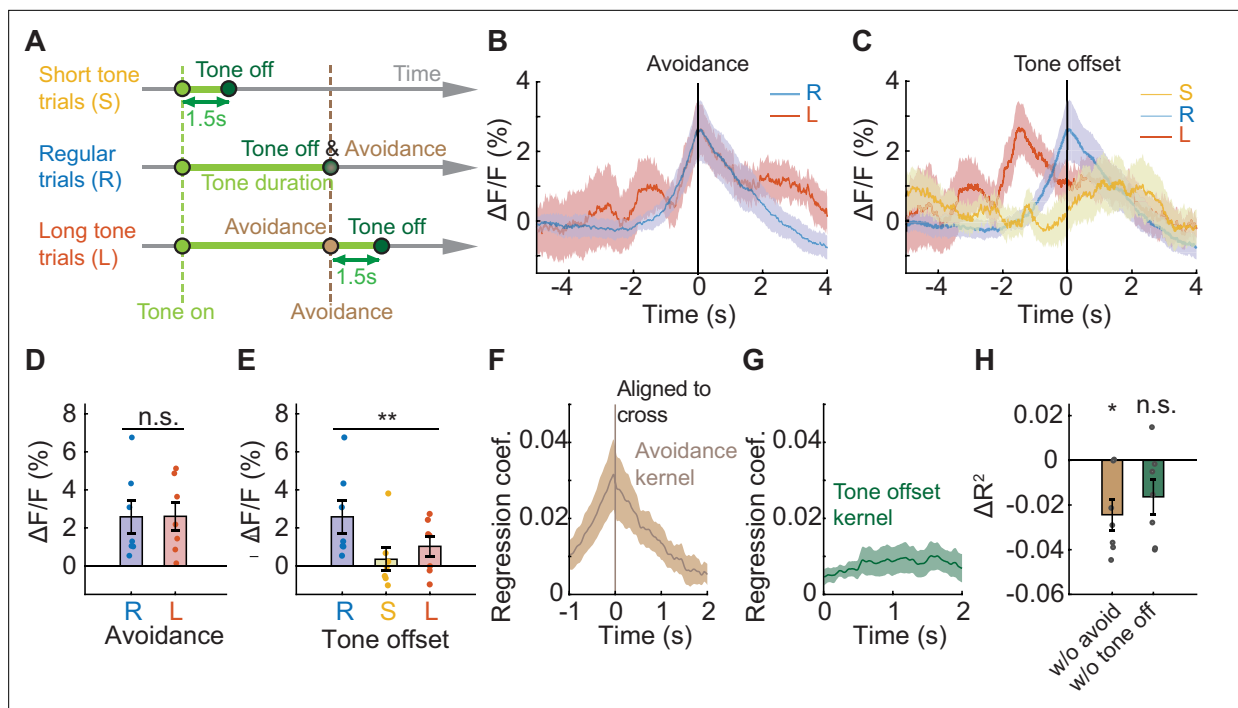 A
Short tone
trials (S)
Tone off
Time
1.5s
Regular
trials (R)
Tone off & Avoidance
Tone duration
Long tone
trials (L)
Avoidance
Tone off
1.5s
Tone on
Avoidance
B
Avoidance
R
L
ΔF/F (%)
4
2
0
-4 -2 0 2 4
Time (s)
C
Tone offset
S
R
L
ΔF/F (%)
4
2
0
-4 -2 0 2 4
Time (s)
D
n.s.
ΔF/F (%)
8
6
4
2
0
R L
Avoidance
E
**
ΔF/F (%)
8
6
4
2
0
R S L
Tone offset
F
Aligned to
cross
Avoidance
kernel
Regression coef.
0.04
0.02
0
-1 0 1 2
Time (s)
G
Tone offset
kernel
Regression coef.
0.04
0.02
0
0 1 2
Time (s)
H
* n.s.
ΔR²
0
-0.02
-0.04
-0.06
w/o avoid
w/o tone off